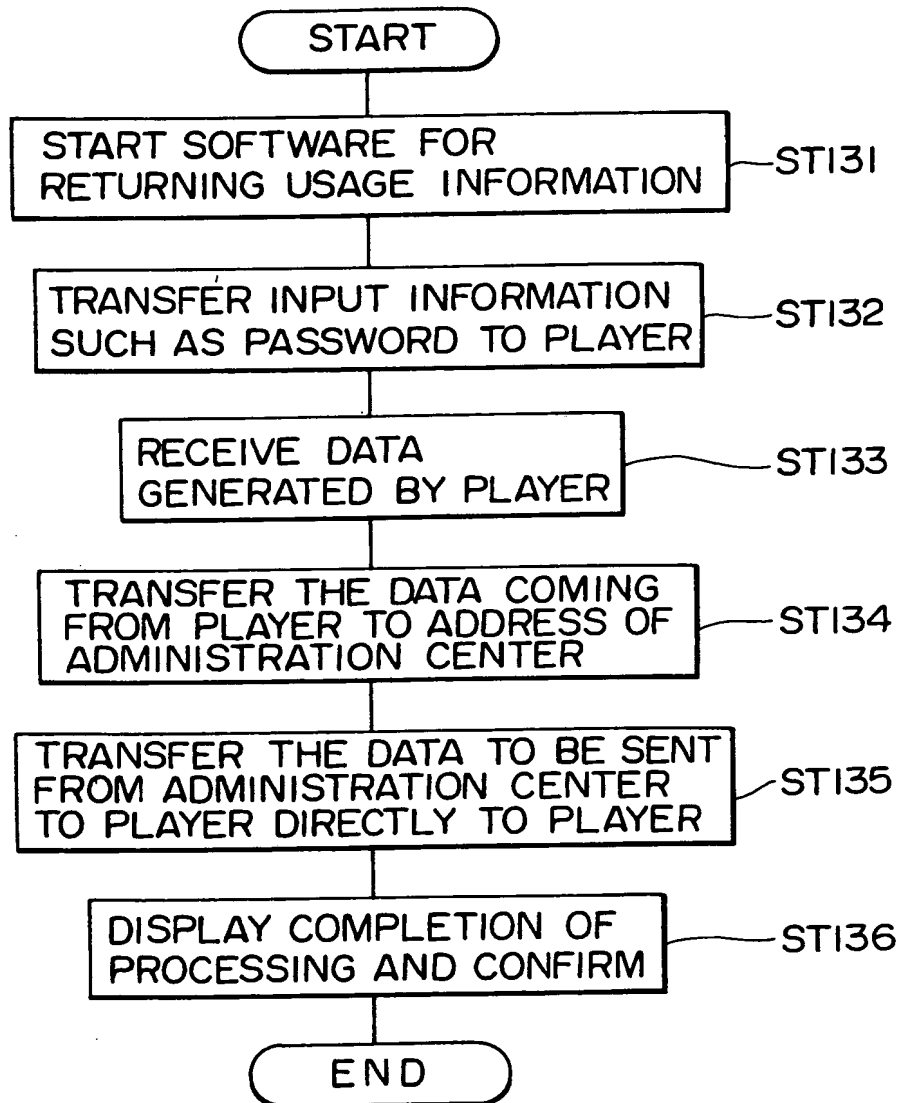 START
START SOFTWARE FOR
RETURNING USAGE INFORMATION
ST131
TRANSFER INPUT INFORMATION
SUCH AS PASSWORD TO PLAYER
ST132
RECEIVE DATA
GENERATED BY PLAYER
ST133
TRANSFER THE DATA COMING
FROM PLAYER TO ADDRESS OF
ADMINISTRATION CENTER
ST134
TRANSFER THE DATA TO BE SENT
FROM ADMINISTRATION CENTER
TO PLAYER DIRECTLY TO PLAYER
ST135
DISPLAY COMPLETION OF
PROCESSING AND CONFIRM
ST136
END